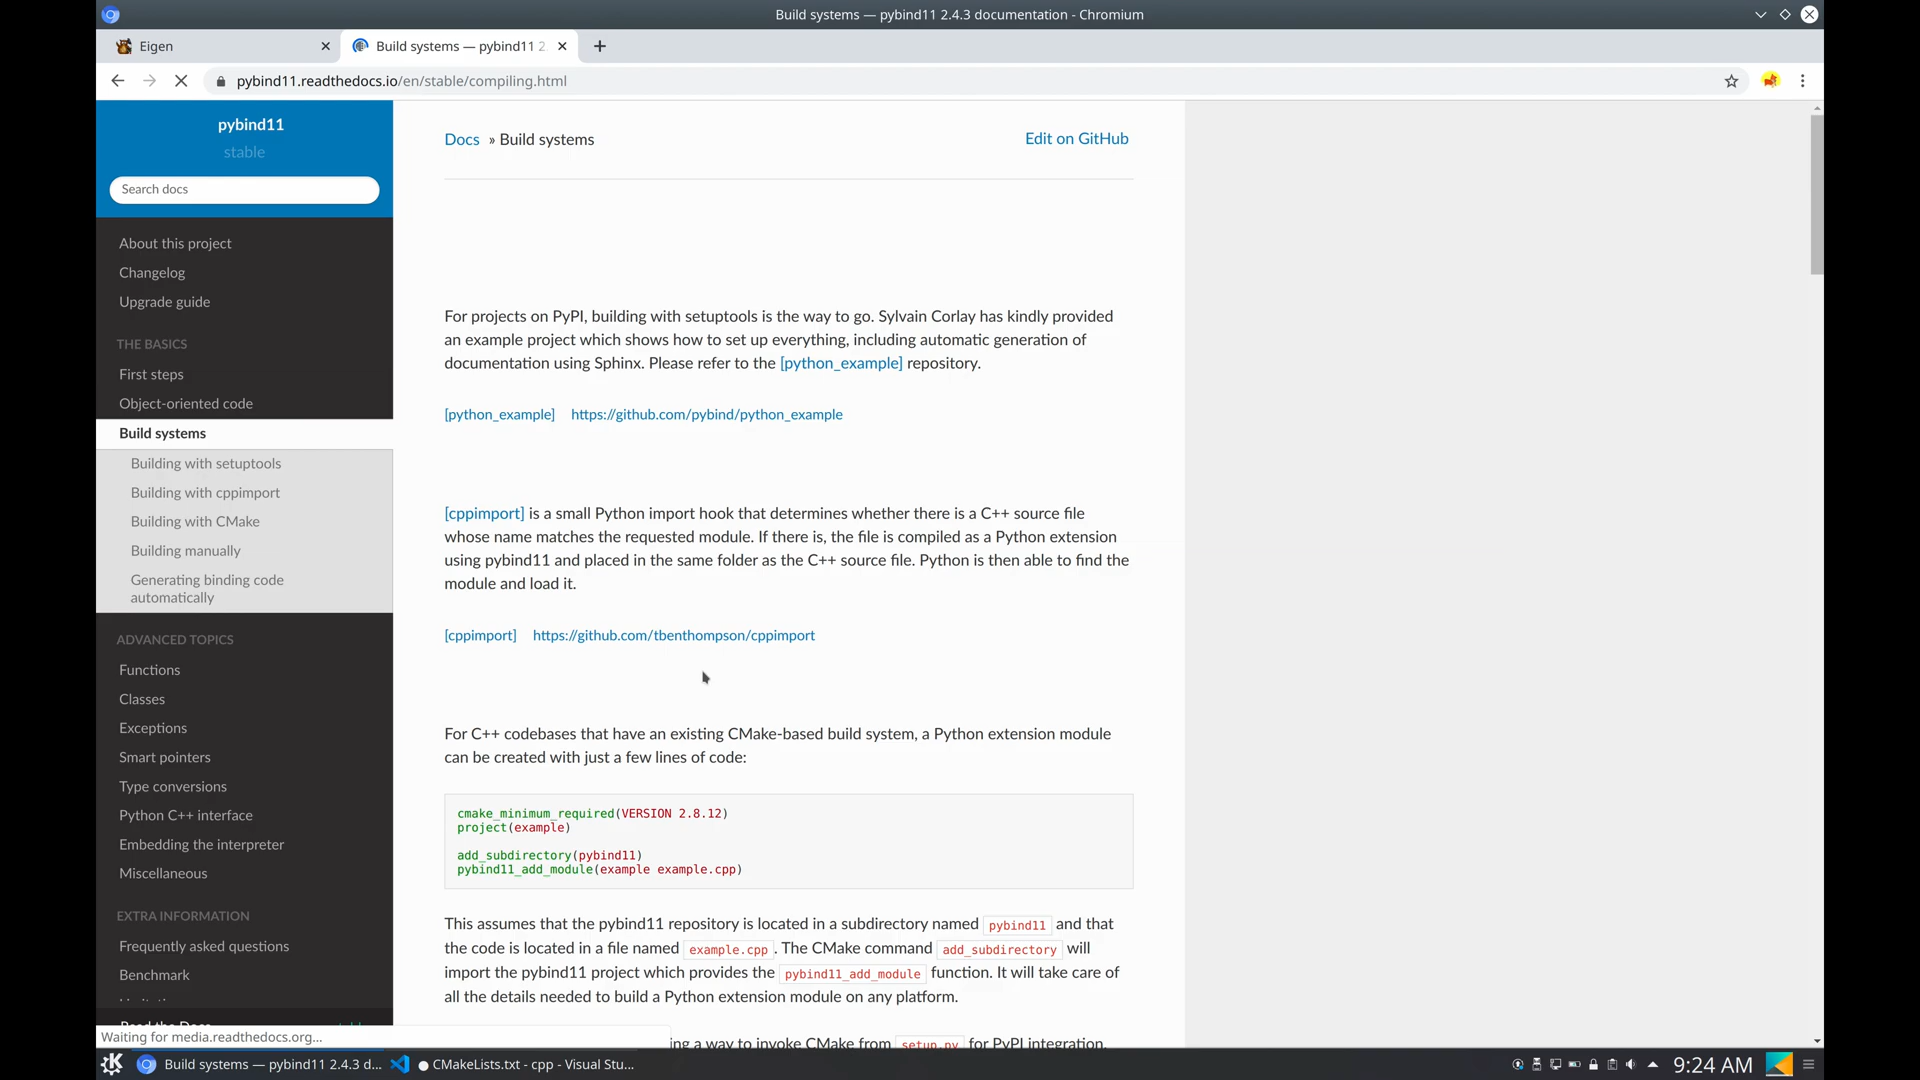 Build systems — pybind11 2.4.3 documentation - Chromium
Eigen
Build systems — pybind11 2.
pybind11.readthedocs.io/en/stable/compiling.html
pybind11
stable
Search docs
About this project
Changelog
Upgrade guide
THE BASICS
First steps
Object-oriented code
Build systems
Building with setuptools
Building with cppimport
Building with CMake
Building manually
Generating binding code
automatically
ADVANCED TOPICS
Functions
Classes
Exceptions
Smart pointers
Type conversions
Python C++ interface
Embedding the interpreter
Miscellaneous
EXTRA INFORMATION
Frequently asked questions
Benchmark
Docs » Build systems
Edit on GitHub
For projects on PyPI, building with setuptools is the way to go. Sylvain Corlay has kindly provided
an example project which shows how to set up everything, including automatic generation of
documentation using Sphinx. Please refer to the [python_example] repository.
[python_example] https://github.com/pybind/python_example
[cppimport] is a small Python import hook that determines whether there is a C++ source file
whose name matches the requested module. If there is, the file is compiled as a Python extension
using pybind11 and placed in the same folder as the C++ source file. Python is then able to find the
module and load it.
[cppimport] https://github.com/tbenthompson/cppimport
For C++ codebases that have an existing CMake-based build system, a Python extension module
can be created with just a few lines of code:
cmake_minimum_required(VERSION 2.8.12)
project(example)
add_subdirectory(pybind11)
pybind11_add_module(example example.cpp)
This assumes that the pybind11 repository is located in a subdirectory named pybind11 and that
the code is located in a file named example.cpp. The CMake command add_subdirectory will
import the pybind11 project which provides the pybind11_add_module function. It will take care of
all the details needed to build a Python extension module on any platform.
ing a way to invoke CMake from setup.py for PyPI integration,
Waiting for media.readthedocs.org...
Build systems — pybind11 2.4.3 d...
● CMakeLists.txt - cpp - Visual Stu...
9:24 AM